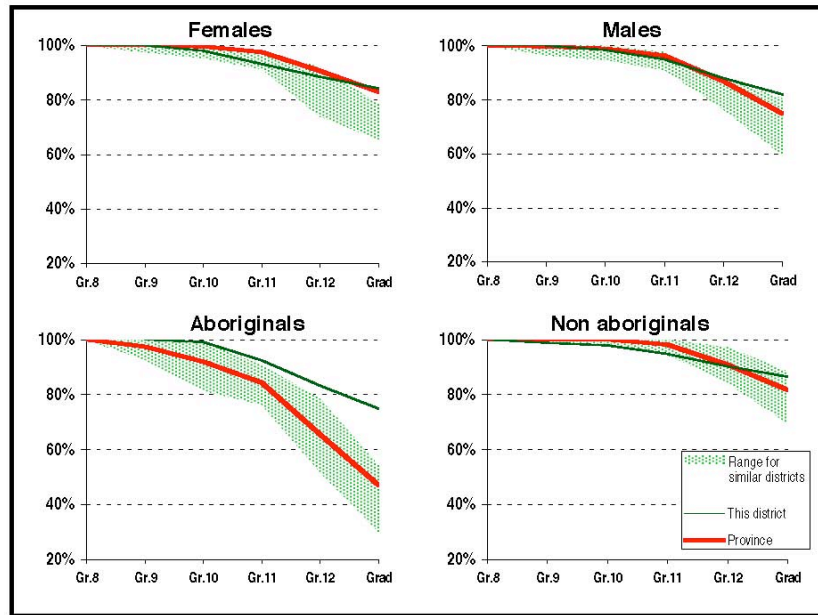 Females
100%
80%
60%
40%
20%
Gr.8 Gr.9 Gr.10 Gr.11 Gr.12 Grad
Males
100%
80%
60%
40%
20%
Gr.8 Gr.9 Gr.10 Gr.11 Gr.12 Grad
Aboriginals
100%
80%
60%
40%
20%
Gr.8 Gr.9 Gr.10 Gr.11 Gr.12 Grad
Non aboriginals
100%
80%
60%
40%
20%
Gr.8 Gr.9 Gr.10 Gr.11 Gr.12 Grad
Range for
similar districts
This district
Province